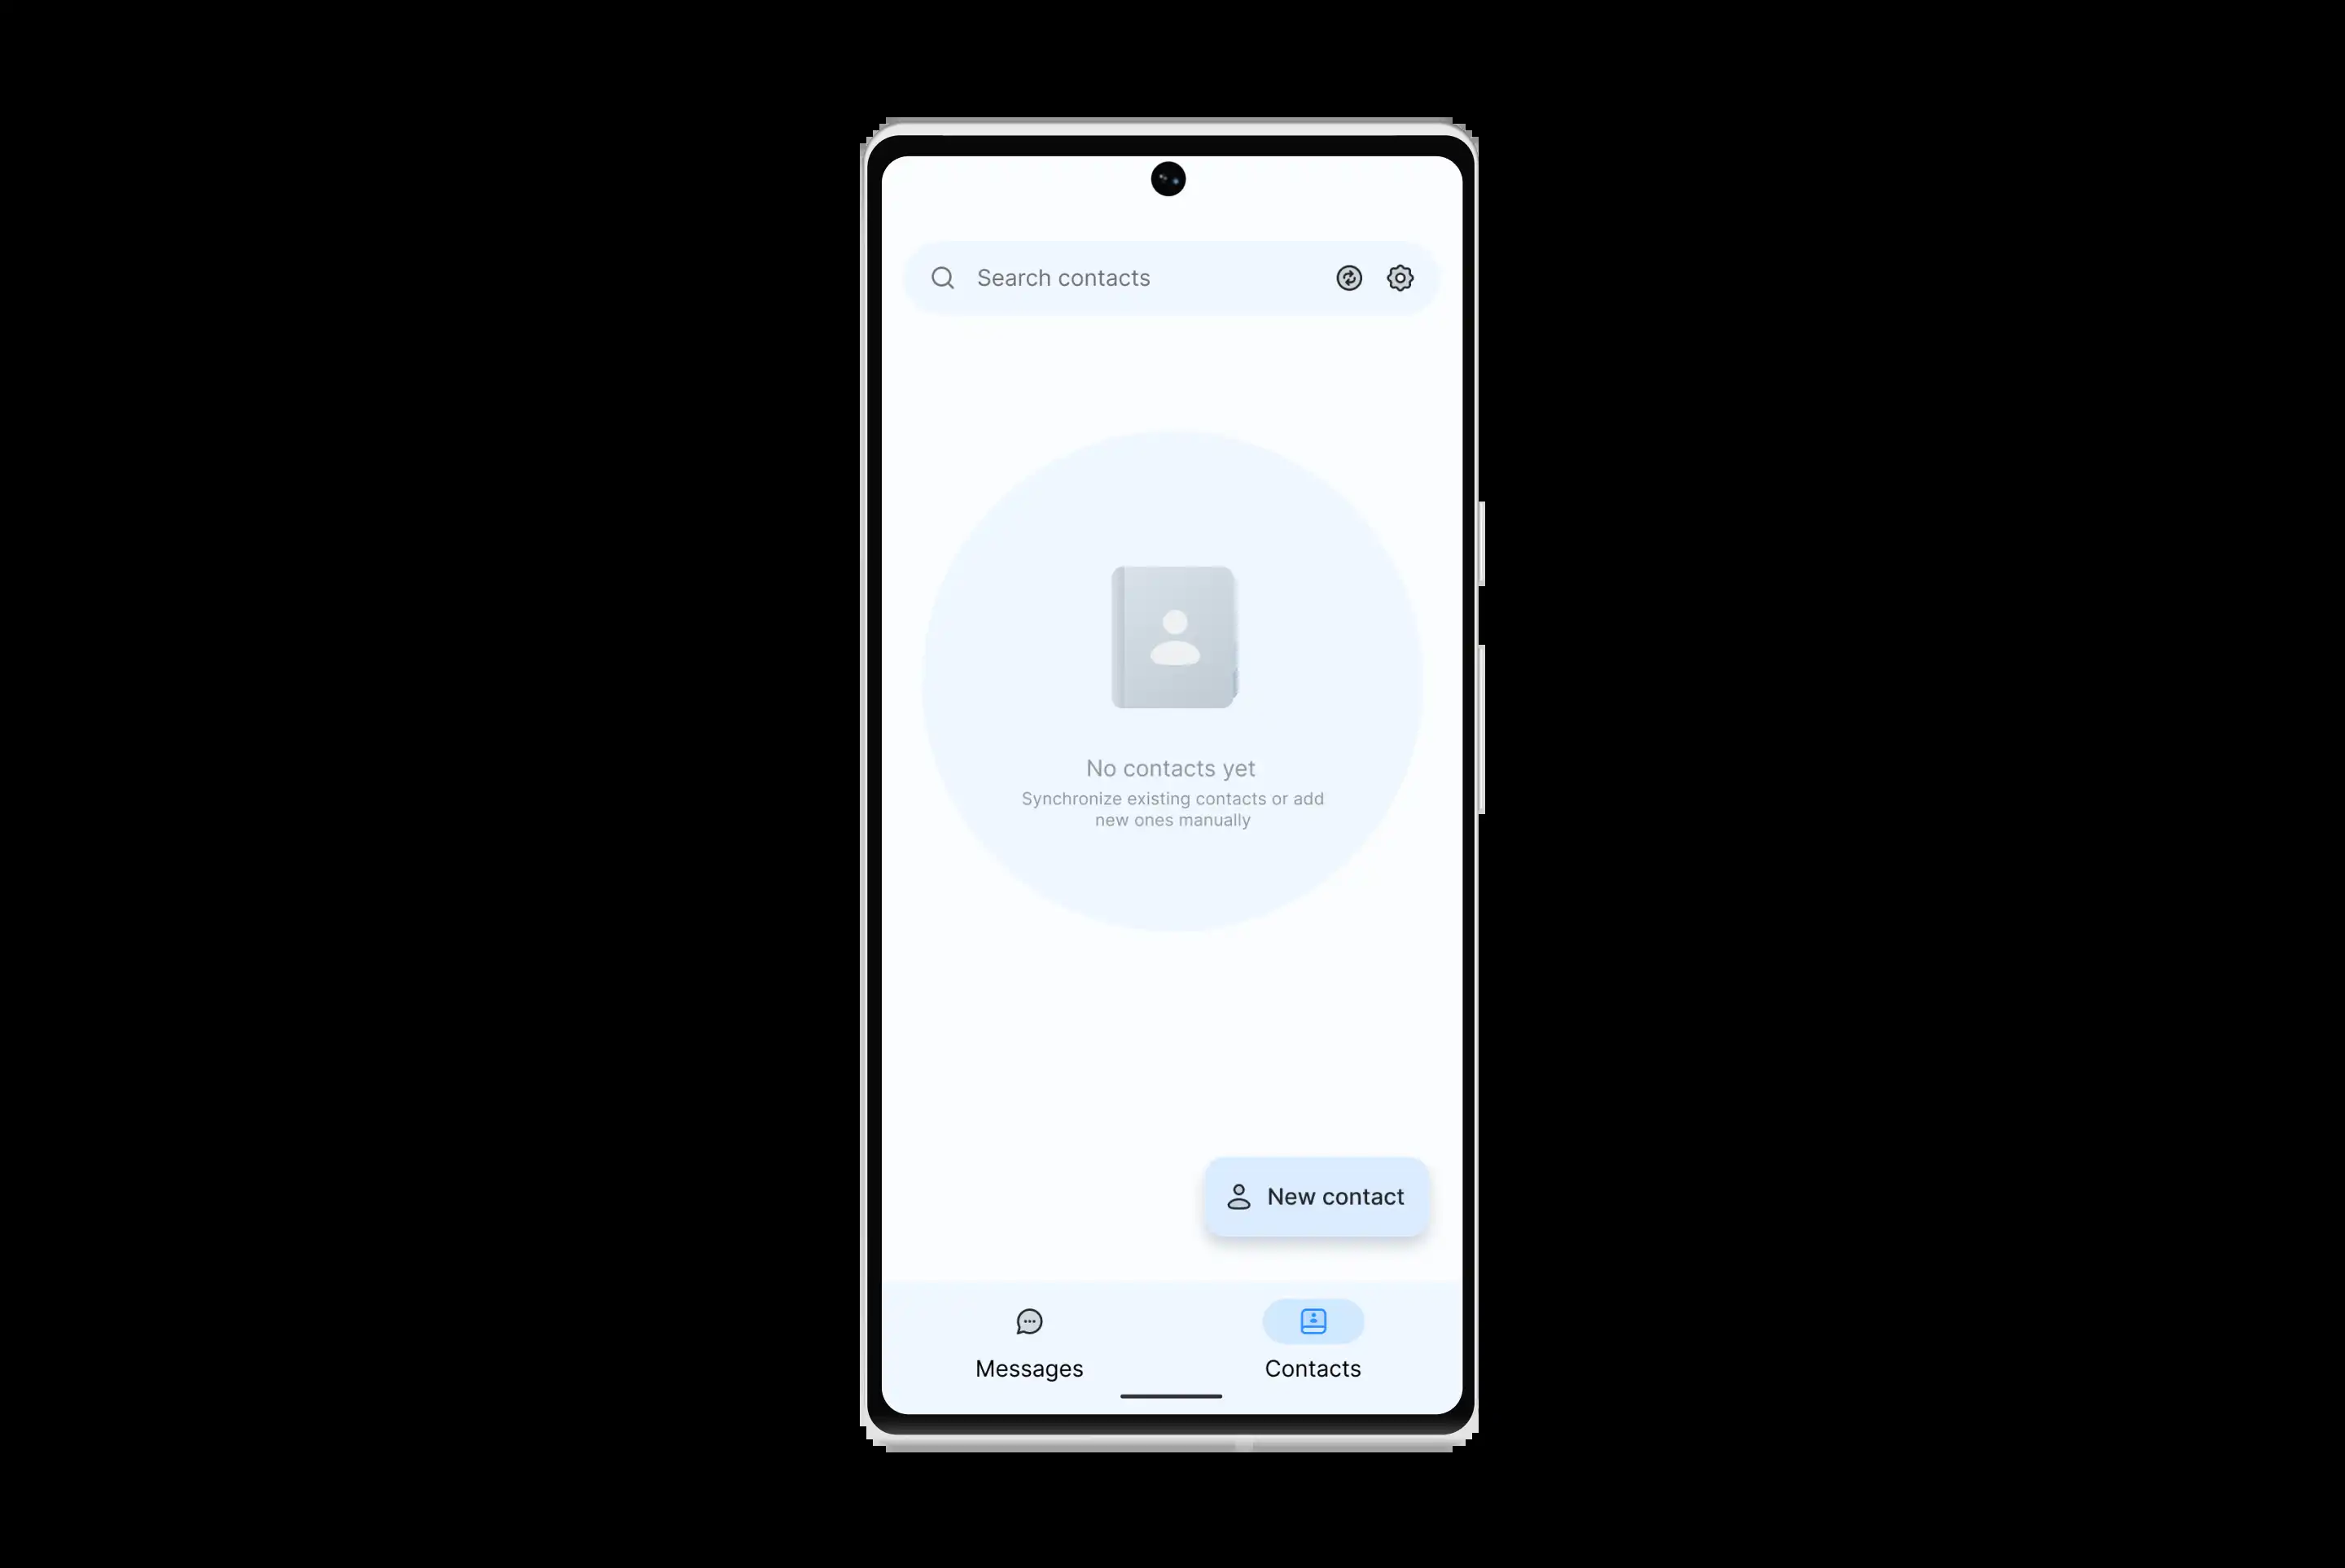 Search contacts
No contacts yet
Synchronize existing contacts or add
new ones manually
New contact
Messages
Contacts